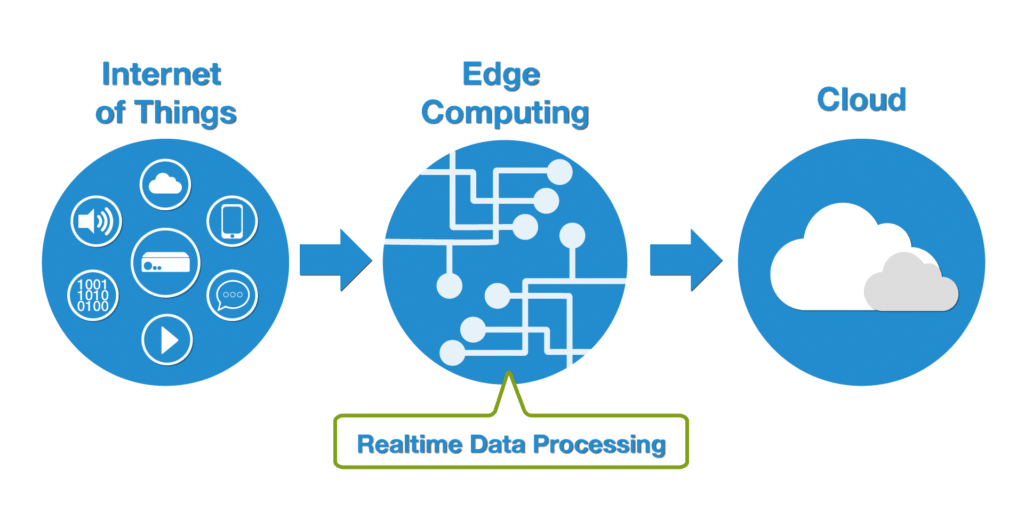 Internet
of Things
Edge
Computing
Cloud
1001
1010
0100
Realtime Data Processing